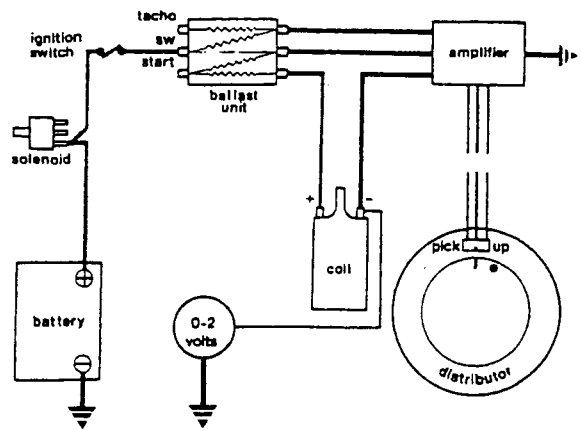 tacho
sw
start
ignition
switch
amplifier
ballast
unit
solenoid
+
-
pick up
coil
battery
0-2
volts
distributor